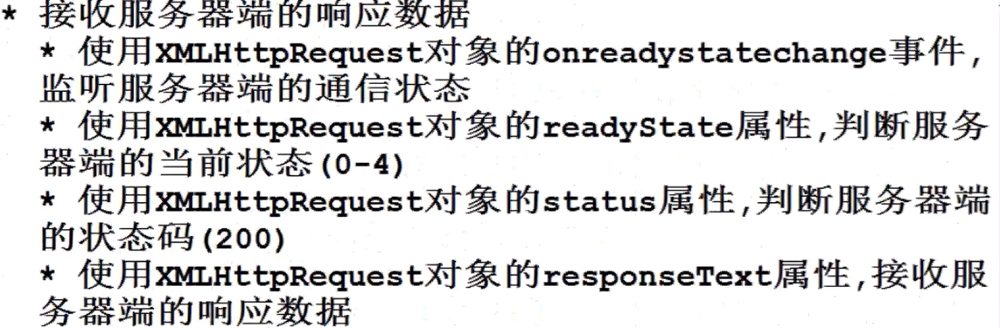 * 接收服务器端的响应数据
* 使用XMLHttpRequest对象的onreadystatechange事件,
监听服务器端的通信状态
* 使用XMLHttpRequest对象的readyState属性,判断服务
器端的当前状态(0-4)
* 使用XMLHttpRequest对象的status属性,判断服务器端
的状态码(200)
* 使用XMLHttpRequest对象的responseText属性,接收服
务器端的响应数据